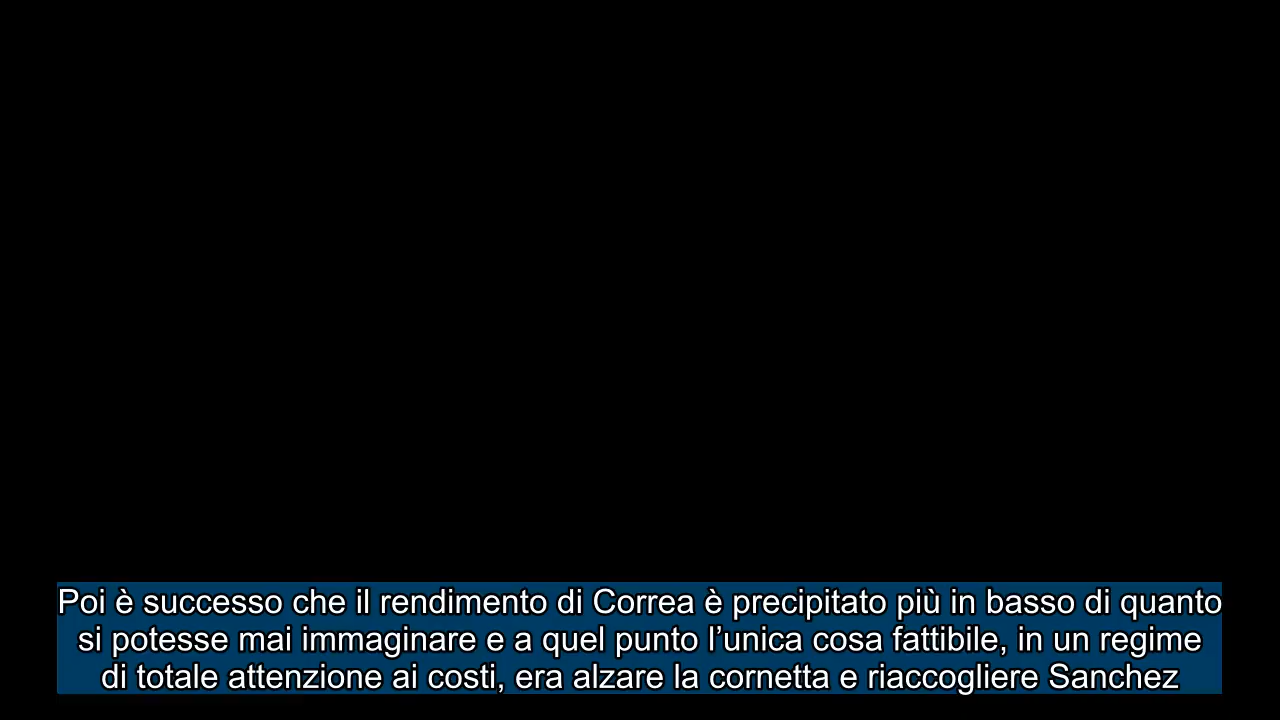 Poi è successo che il rendimento di Correa è precipitato più in basso di quanto
si potesse mai immaginare e a quel punto l’unica cosa fattibile, in un regime
di totale attenzione ai costi, era alzare la cornetta e riaccogliere Sanchez